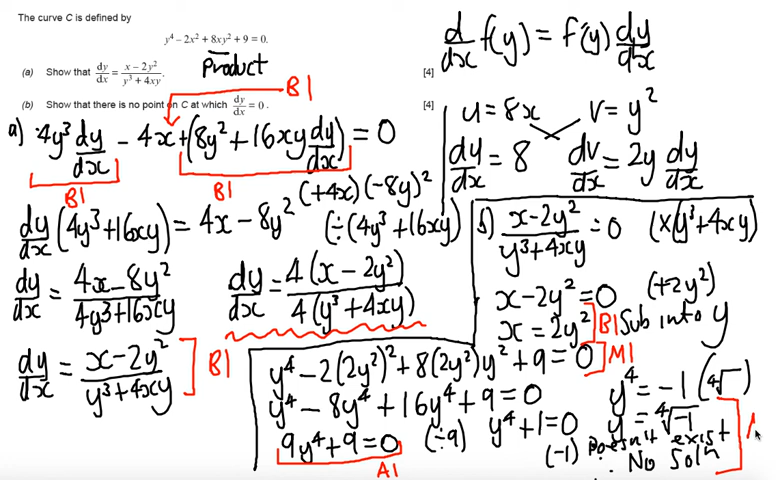 The curve C is defined by
y⁴ – 2x² + 8xy² + 9 = 0.
(a) Show that dy/dx = (x – 2y²)/(y³ + 4xy). [4]
(b) Show that there is no point on C at which dy/dx = 0. [4]
product
B1
d/dx f(y) = f'(y) dy/dx
a) 4y³ dy/dx - 4x + (8y² + 16xy dy/dx) = 0
B1 B1
u = 8x v = y²
dy/dx = 8 dv/dx = 2y dy/dx
(+4x) (-8y)²
dy/dx (4y³ + 16xy) = 4x - 8y² (÷(4y³ + 16xy)
dy/dx = (4x - 8y²)/(4y³ + 16xy) dy/dx = 4(x - 2y²)/4(y³ + 4xy)
dy/dx = (x - 2y²)/(y³ + 4xy) B1
b) (x - 2y²)/(y³ + 4xy) = 0 (×(y³ + 4xy)
x - 2y² = 0 (+2y²)
x = 2y² B1 Sub into y
y⁴ - 2(2y²)² + 8(2y²)y² + 9 = 0 M1
y⁴ - 8y⁴ + 16y⁴ + 9 = 0
9y⁴ + 9 = 0 (÷9) y⁴ + 1 = 0
A1 (-1)
y⁴ = -1 (⁴√)
y = ⁴√-1
Doesn't exist
∴ No Soln